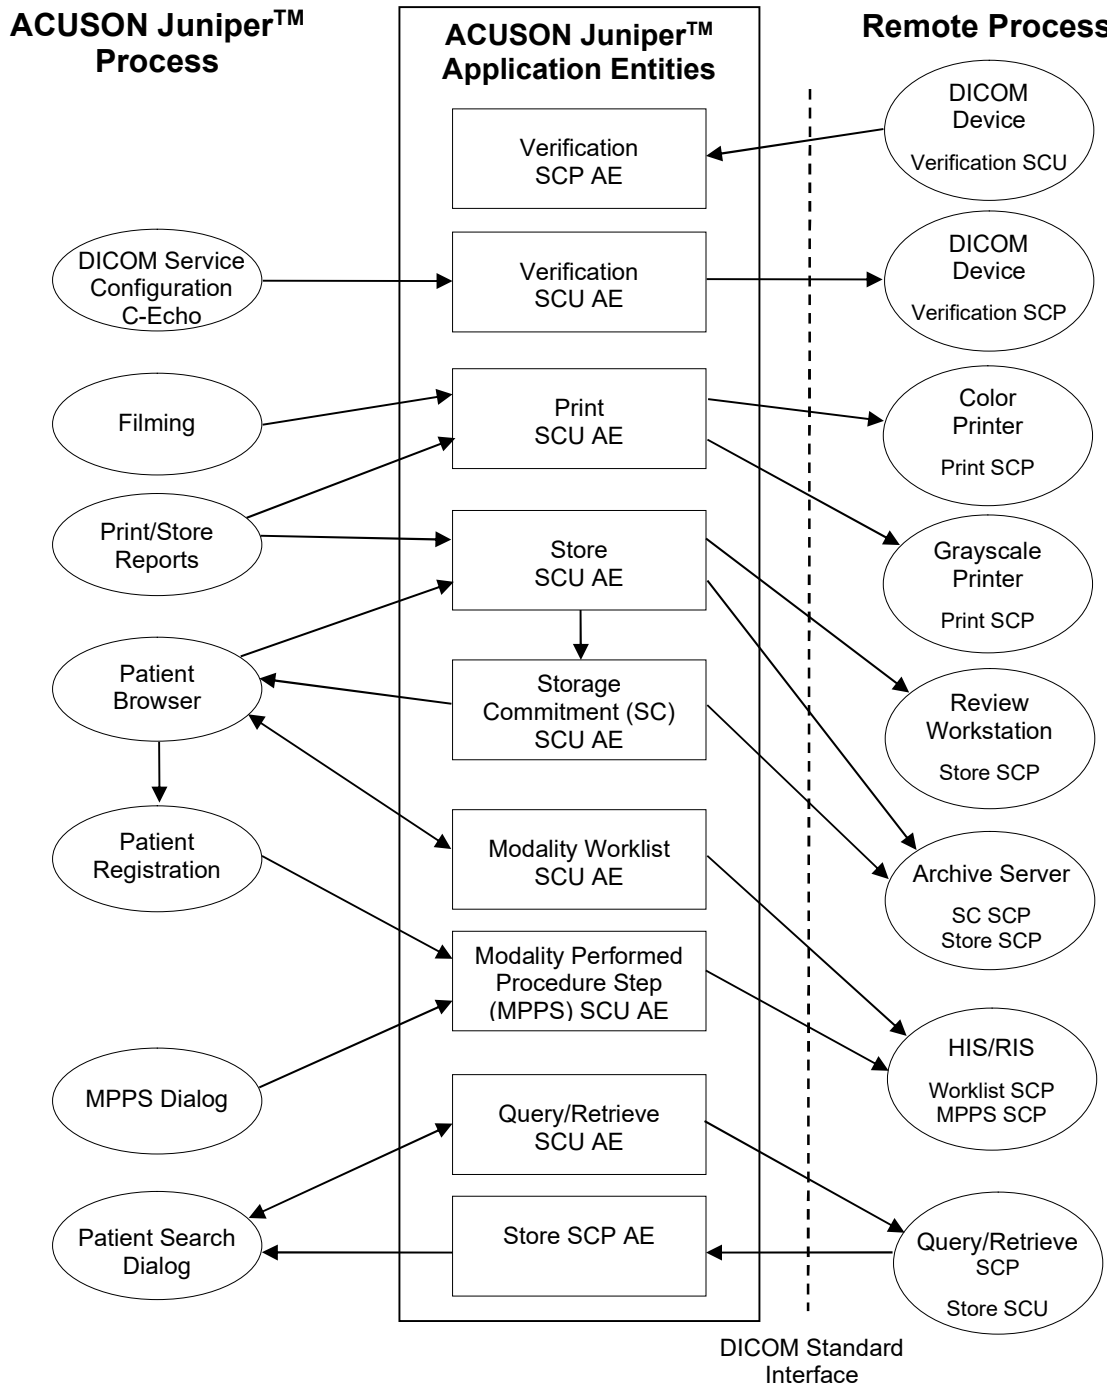 ACUSON Juniper™
Process
ACUSON Juniper™
Application Entities
Remote Process
Verification
SCP AE
DICOM
Device
Verification SCU
DICOM Service
Configuration
C-Echo
Verification
SCU AE
DICOM
Device
Verification SCP
Filming
Print
SCU AE
Color
Printer
Print SCP
Print/Store
Reports
Store
SCU AE
Grayscale
Printer
Print SCP
Patient
Browser
Storage
Commitment (SC)
SCU AE
Review
Workstation
Store SCP
Patient
Registration
Modality Worklist
SCU AE
Archive Server
SC SCP
Store SCP
Modality Performed
Procedure Step
(MPPS) SCU AE
HIS/RIS
Worklist SCP
MPPS SCP
MPPS Dialog
Query/Retrieve
SCU AE
Patient Search
Dialog
Store SCP AE
Query/Retrieve
SCP
Store SCU
DICOM Standard
Interface